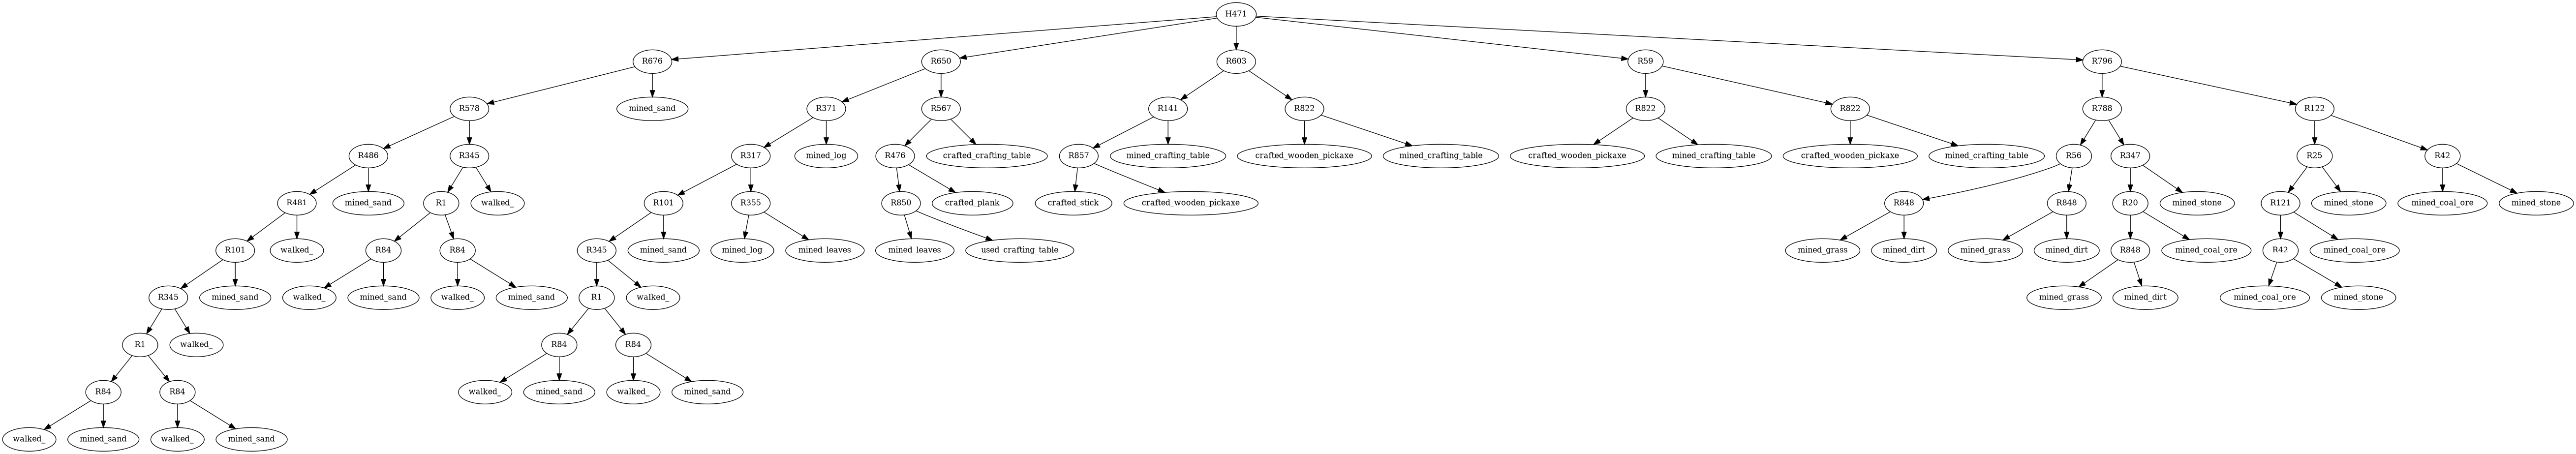 H471
R676 R650 R603 R59 R796
R578 mined_sand R371 R567 R141 R822 R822 R822 R788 R122
R486 R345 R317 mined_log R476 crafted_crafting_table R857 mined_crafting_table crafted_wooden_pickaxe mined_crafting_table crafted_wooden_pickaxe mined_crafting_table crafted_wooden_pickaxe mined_crafting_table R56 R347 R25 R42
R481 mined_sand R1 walked_ R101 R355 R850 crafted_plank crafted_stick crafted_wooden_pickaxe R848 R848 R20 mined_stone R121 mined_stone mined_coal_ore mined_stone
R101 walked_ R84 R84 R345 mined_sand mined_log mined_leaves mined_leaves used_crafting_table mined_grass mined_dirt mined_grass mined_dirt R848 mined_coal_ore R42 mined_coal_ore
R345 mined_sand walked_ mined_sand walked_ mined_sand R1 walked_ mined_grass mined_dirt mined_coal_ore mined_stone
R1 walked_ R84 R84
R84 R84 walked_ mined_sand walked_ mined_sand
walked_ mined_sand walked_ mined_sand